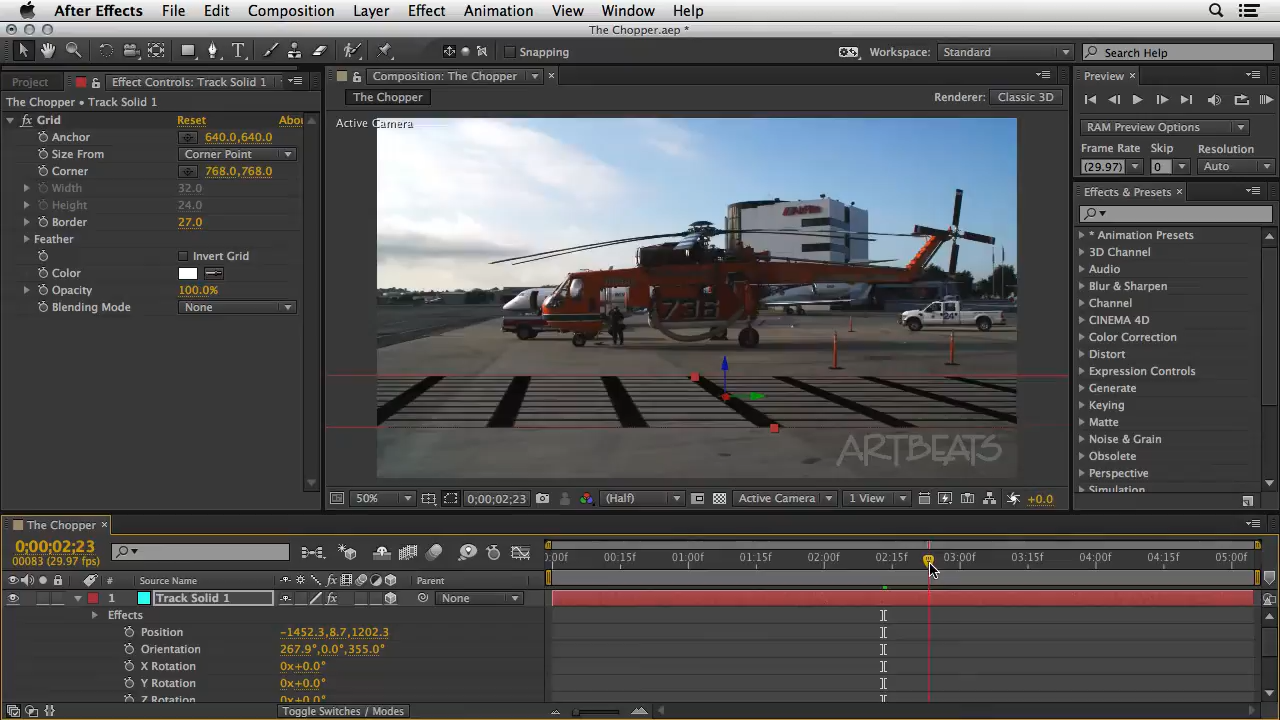 After Effects File Edit Composition Layer Effect Animation View Window Help
The Chopper.aep *
Snapping
Workspace: Standard
Search Help
Project
Effect Controls: Track Solid 1
The Chopper • Track Solid 1
Grid Reset Abou
Anchor 640.0,640.0
Size From Corner Point
Corner 768.0,768.0
Width 32.0
Height 24.0
Border 27.0
Feather
Invert Grid
Color
Opacity 100.0%
Blending Mode None
Composition: The Chopper
The Chopper
Renderer: Classic 3D
Active Camera
736
24
ARTBEATS
50% 0;00;02;23 (Half) Active Camera 1 View +0.0
Preview
RAM Preview Options
Frame Rate Skip Resolution
(29.97) 0 Auto
Effects & Presets
* Animation Presets
3D Channel
Audio
Blur & Sharpen
Channel
CINEMA 4D
Color Correction
Distort
Expression Controls
Generate
Keying
Matte
Noise & Grain
Obsolete
Perspective
Simulation
The Chopper
0;00;02;23
00083 (29.97 fps)
0:00f 00:15f 01:00f 01:15f 02:00f 02:15f 03:00f 03:15f 04:00f 04:15f 05:00f
# Source Name fx Parent
1 Track Solid 1 fx None
Effects
Position -1452.3,8.7,1202.3
Orientation 267.9°,0.0°,355.0°
X Rotation 0x+0.0°
Y Rotation 0x+0.0°
Z Rotation 0x+0.0°
Toggle Switches / Modes